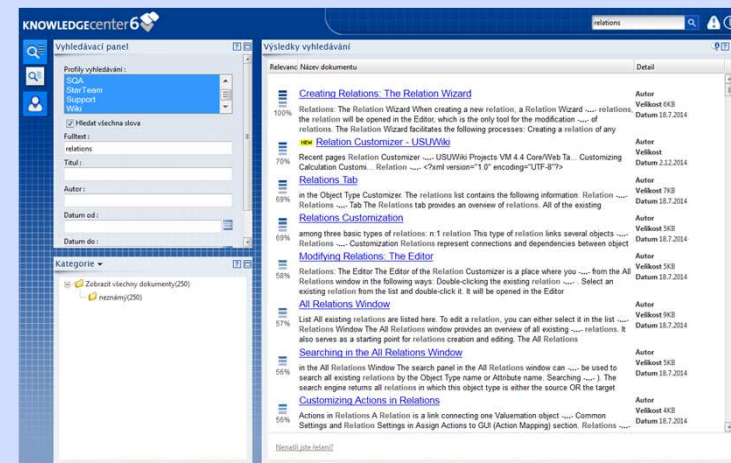 KNOWLEDGEcenter6
relations
Vyhledávací panel
Profily vyhledávání :
SQA
StarTeam
Support
Wiki
Hledat všechna slova
Fulltext :
relations
Titul :
Autor :
Datum od :
Datum do :
Kategorie
Zobrazit všechny dokumenty(250)
neznámý(250)
Výsledky vyhledávání
Relevanc Název dokumentu Detail
Creating Relations: The Relation Wizard
100%
Relations: The Relation Wizard When creating a new relation, a Relation Wizard -...- relations,
the relation will be opened in the Editor, which is the only tool for the modification -...- of
relations. The Relation Wizard facilitates the following processes: Creating a relation of any
Autor
Velikost 6KB
Datum 18.7.2014
NEW Relation Customizer - USUWiki
70%
Recent pages Relation Customizer -...- USUWiki Projects VM 4.4 Core/Web Ta... Customizing
Calculation Customi... Relation -...- <?xml version="1.0" encoding="UTF-8"?>
Autor
Velikost
Datum 2.12.2014
Relations Tab
69%
in the Object Type Customizer. The relations list contains the following information: Relation -...-
Relations -...- Tab The Relations tab provides an overview of relations. All of the existing
Autor
Velikost 7KB
Datum 18.7.2014
Relations Customization
69%
among three basic types of relations: n:1 relation This type of relation links several objects -...-
Relations -...- Customization Relations represent connections and dependencies between object
Autor
Velikost 5KB
Datum 18.7.2014
Modifying Relations: The Editor
58%
Relations: The Editor The Editor of the Relation Customizer is a place where you -...- from the All
Relations window in the following ways: Double-clicking the existing relation -...- . Select an
existing relation from the list and double-click it. It will be opened in the Editor
Autor
Velikost 5KB
Datum 18.7.2014
All Relations Window
57%
List All existing relations are listed here. To edit a relation, you can either select it in the list -...-
Relations Window The All Relations window provides an overview of all existing -...- relations. It
also serves as a starting point for relations creation and editing. The All Relations
Autor
Velikost 9KB
Datum 18.7.2014
Searching in the All Relations Window
56%
in the All Relations Window The search panel in the All Relations window can -...- be used to
search all existing relations by the Object Type name or Attribute name. Searching -...- ). The
search engine returns all relations in which this object type is either the source OR the target
Autor
Velikost 5KB
Datum 18.7.2014
Customizing Actions in Relations
56%
Actions in Relations A Relation is a link connecting one Valuemation object -...- Common
Settings and Relation Settings in Assign Actions to GUI (Action Mapping) section. Relations -...-
Autor
Velikost 4KB
Datum 18.7.2014
Nenašli jste řešení?